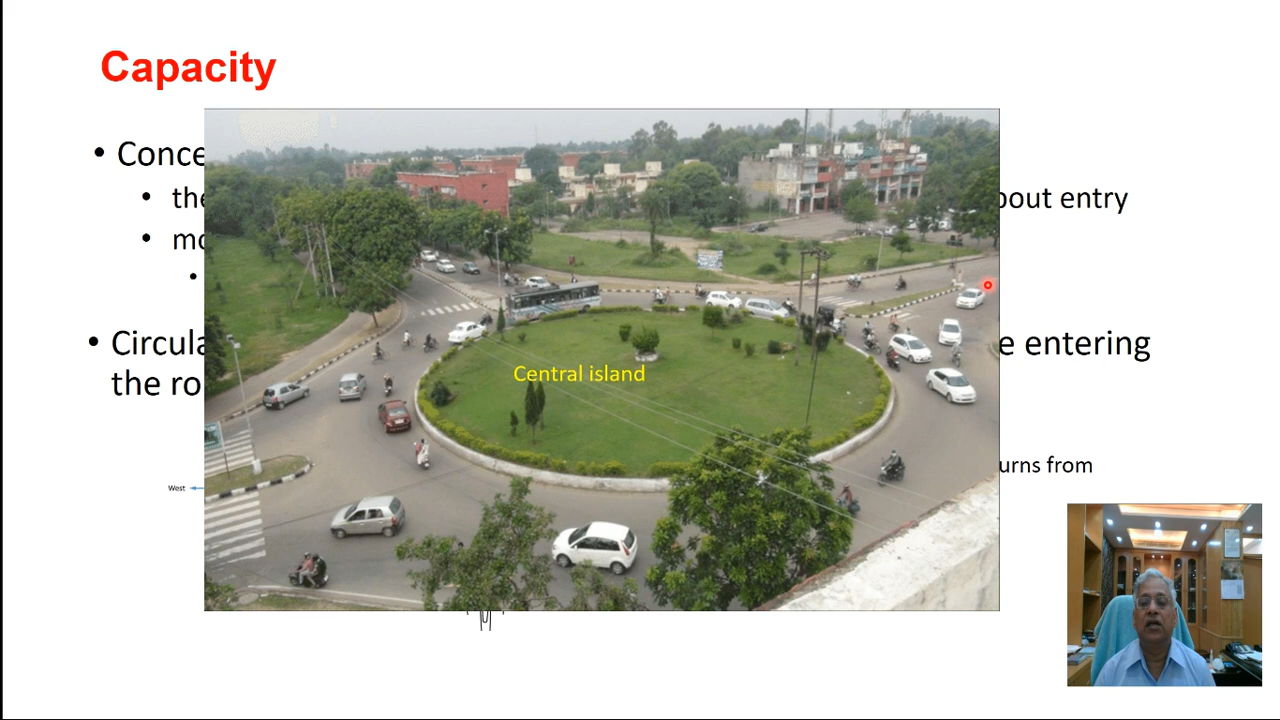 Capacity
• Conce
• the
bout entry
• mo
•
• Circula
e entering
the ro
Central island
urns from
West